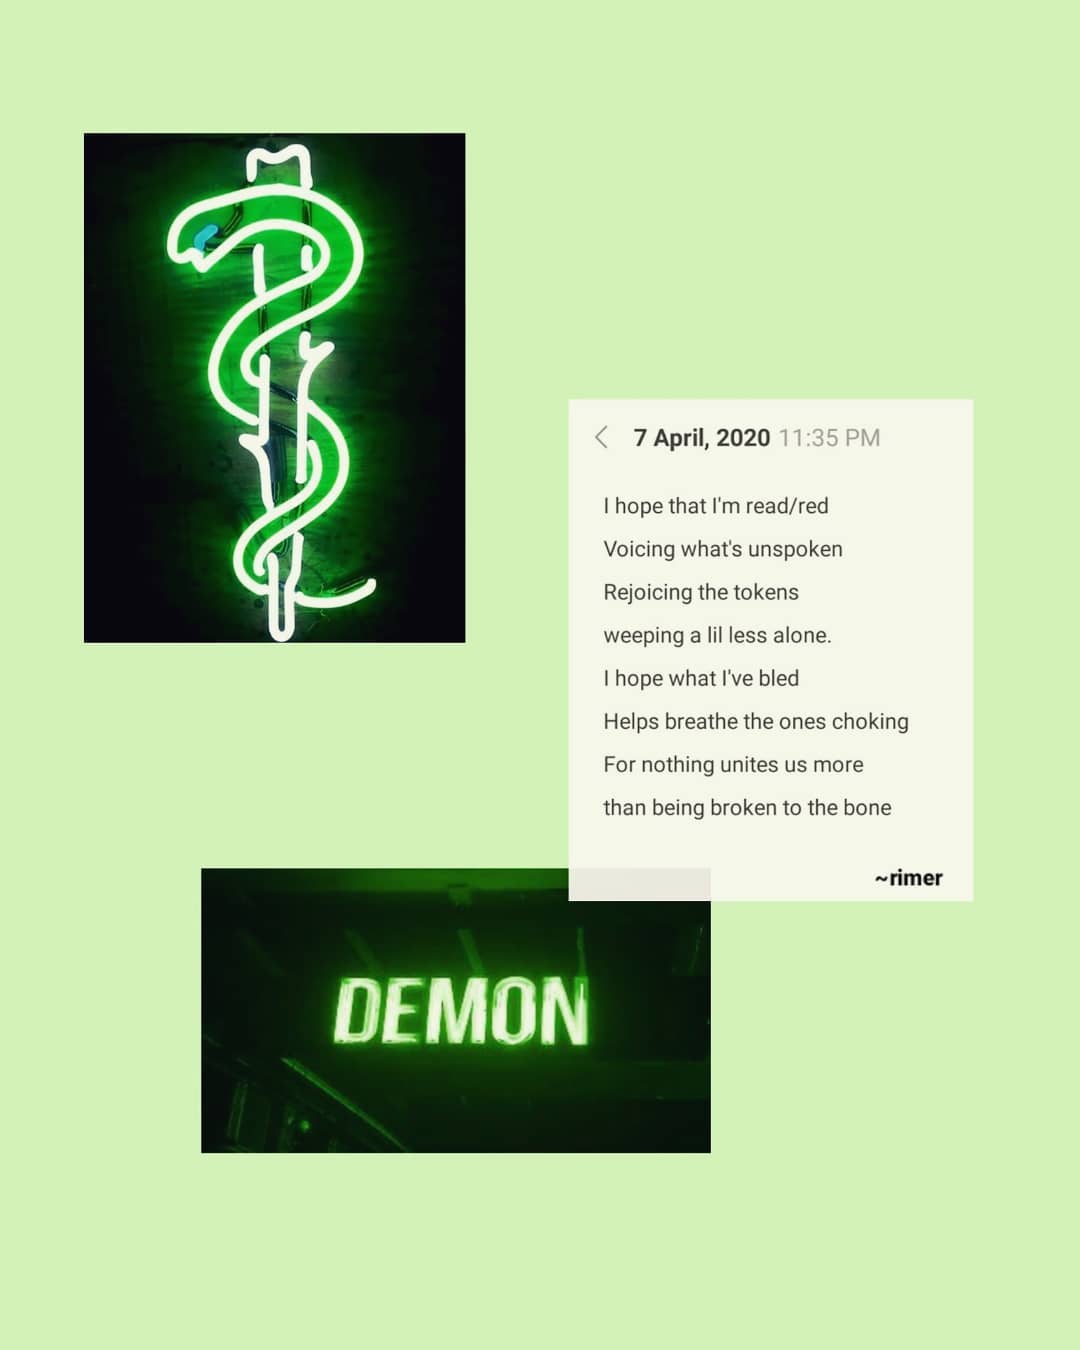 7 April, 2020 11:35 PM
I hope that I'm read/red
Voicing what's unspoken
Rejoicing the tokens
weeping a lil less alone.
I hope what I've bled
Helps breathe the ones choking
For nothing unites us more
than being broken to the bone
~rimer
DEMON